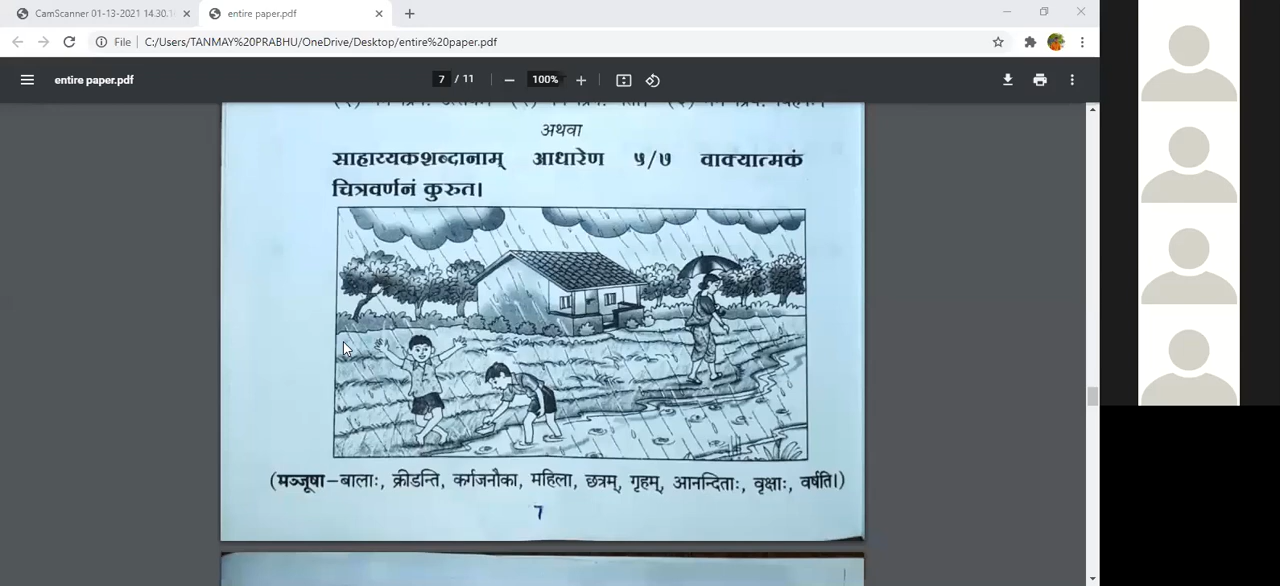 CamScanner 01-13-2021 14.30.1
entire paper.pdf
File
C:/Users/TANMAY%20PRABHU/OneDrive/Desktop/entire%20paper.pdf
entire paper.pdf
7 / 11
100%
अथवा
साहाय्यकशब्दानाम् आधारेण ५/७ वाक्यात्मकं
चित्रवर्णनं कुरुत।
(मञ्जूषा – बालाः, क्रीडन्ति, कर्गजनौका, महिला, छत्रम्, गृहम्, आनन्दिताः, वृक्षाः, वर्षति।)
7